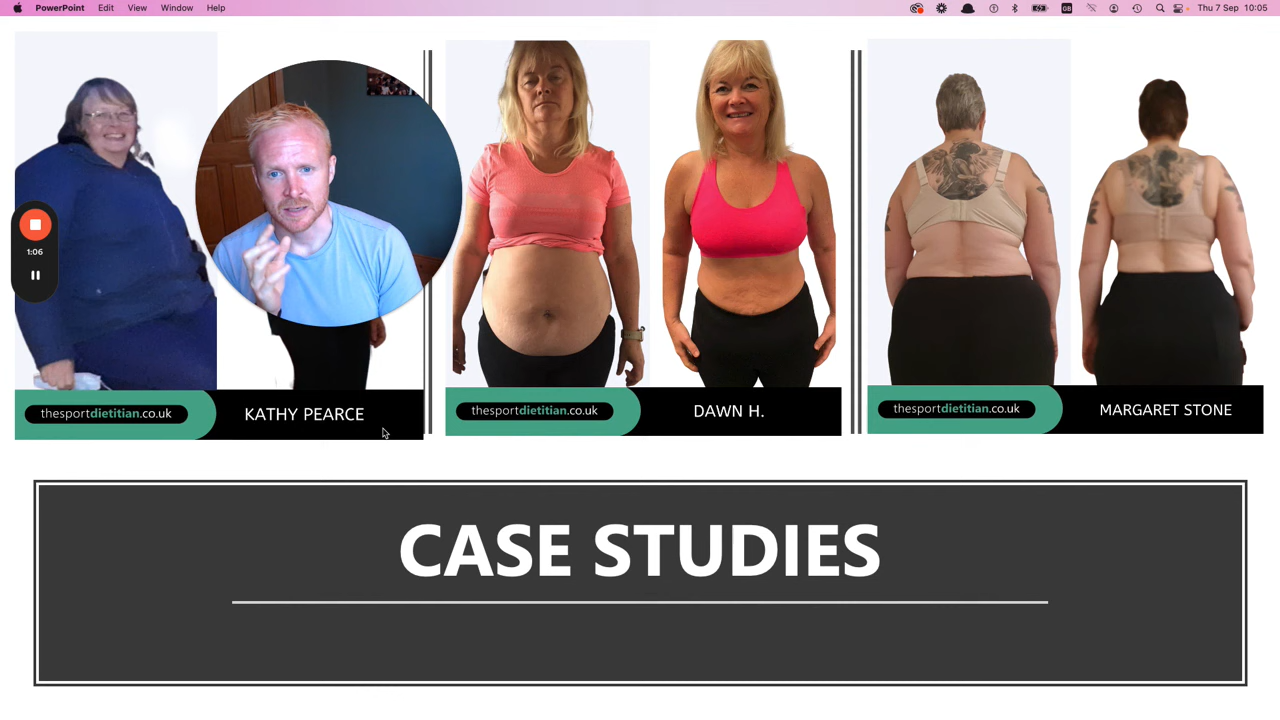 PowerPoint Edit View Window Help
GB
Thu 7 Sep 10:05
1:06
thesportdietitian.co.uk KATHY PEARCE
thesportdietitian.co.uk DAWN H.
thesportdietitian.co.uk MARGARET STONE
CASE STUDIES